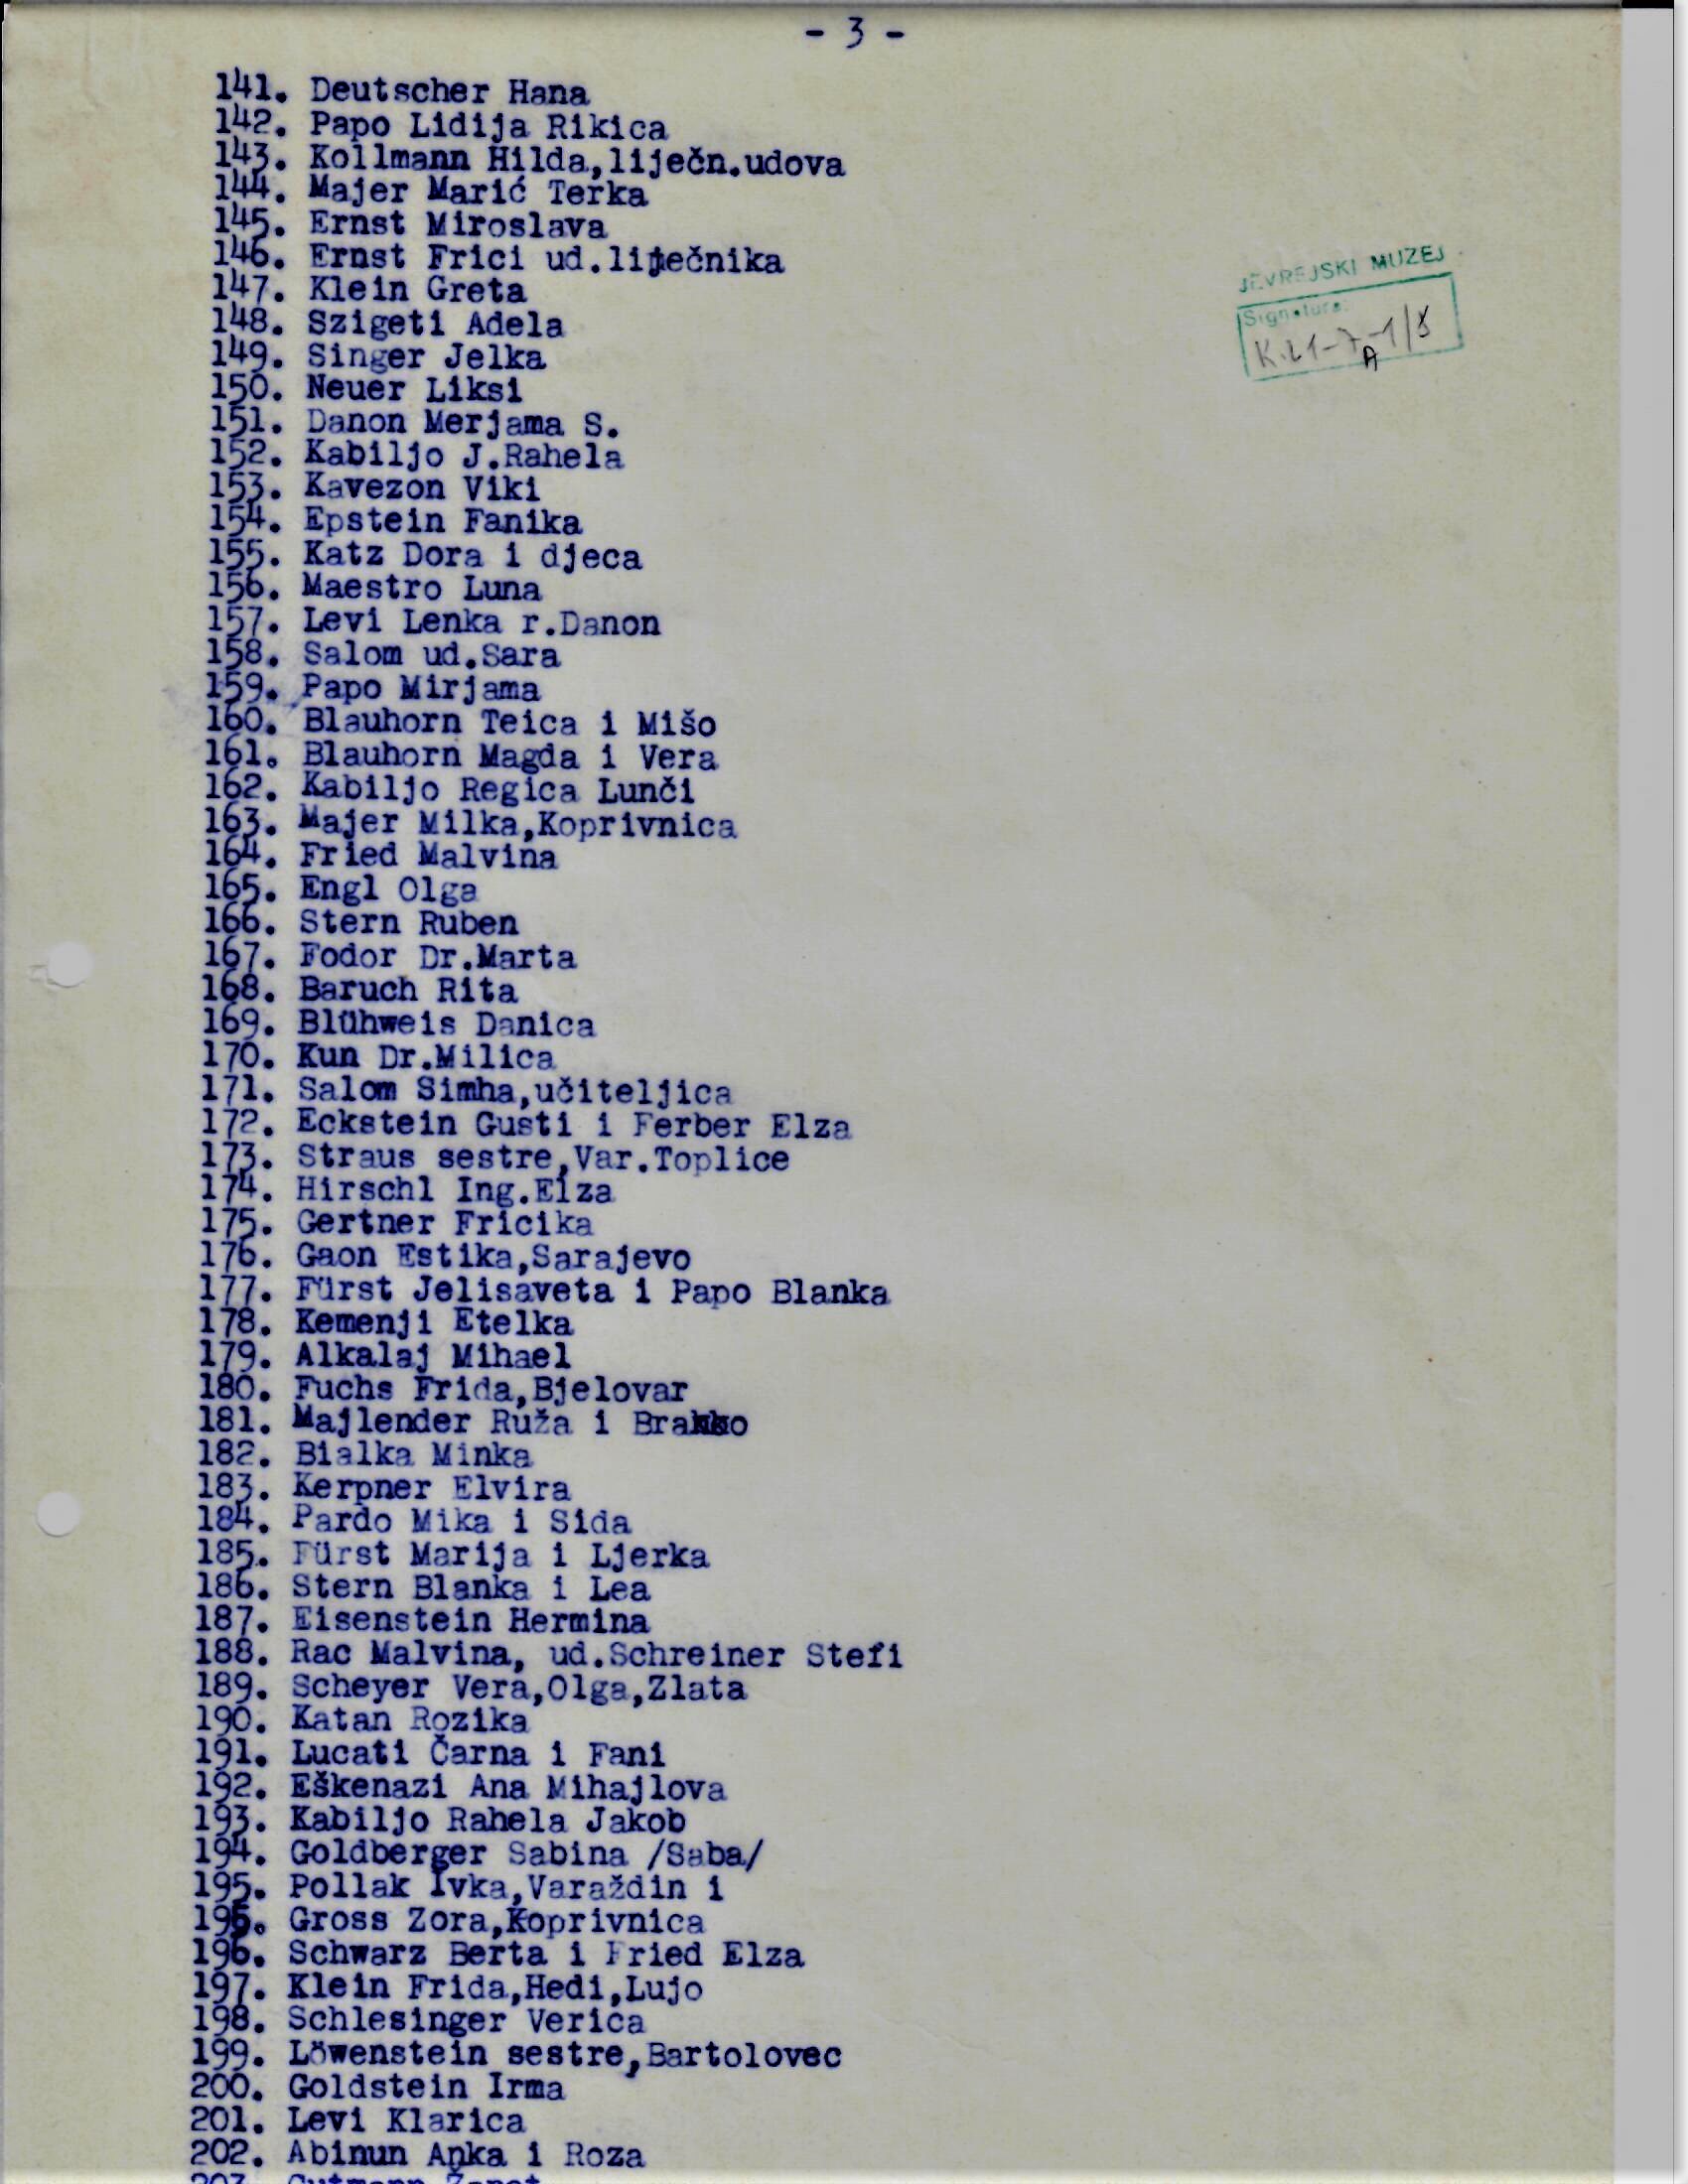 - 3 -
141. Deutscher Hana
142. Papo Lidija Rikica
143. Kollmann Hilda,liječn.udova
144. Majer Marić Terka
145. Ernst Miroslava
146. Ernst Frici ud.liječnika
JEVREJSKI MUZEJ
147. Klein Greta
Signatura:
148. Szigeti Adela
149. Singer Jelka
150. Neuer Liksi
151. Danon Merjama S.
152. Kabiljo J.Rahela
153. Kavezon Viki
154. Epstein Fanika
155. Katz Dora i djeca
156. Maestro Luna
157. Levi Lenka r.Danon
158. Salom ud.Sara
159. Papo Mirjama
160. Blauhorn Teica i Mišo
161. Blauhorn Magda i Vera
162. Kabiljo Regica Lunči
163. Majer Milka,Koprivnica
164. Fried Malvina
165. Engl Olga
166. Stern Ruben
167. Fodor Dr.Marta
168. Baruch Rita
169. Blühweis Danica
170. Kun Dr.Milica
171. Salom Simha,učiteljica
172. Eckstein Gusti i Ferber Elza
173. Straus sestre,Var.Toplice
174. Hirschl Ing.Elza
175. Gertner Fricika
176. Gaon Estika,Sarajevo
177. Fürst Jelisaveta i Papo Blanka
178. Kemenji Etelka
179. Alkalaj Mihael
180. Fuchs Frida,Bjelovar
181. Majlender Ruža i
182. Bialka Minka
183. Kerpner Elvira
184. Pardo Mika i Sida
185. Fürst Marija i Ljerka
186. Stern Blanka i Lea
187. Eisenstein Hermina
188. Rac Malvina, ud.Schreiner Stefi
189. Scheyer Vera,Olga,Zlata
190. Katan Rozika
191. Lucati Čarna i Fani
192. Eškenazi Ana Mihajlova
193. Kabiljo Rahela Jakob
194. Goldberger Sabina /Saba/
195. Pollak Ivka,Varaždin i
195. Gross Zora,Koprivnica
196. Schwarz Berta i Fried Elza
197. Klein Frida,Hedi,Lujo
198. Schlesinger Verica
199. Löwenstein sestre,Bartolovec
200. Goldstein Irma
201. Levi Klarica
202. Abinun Anka i Roza